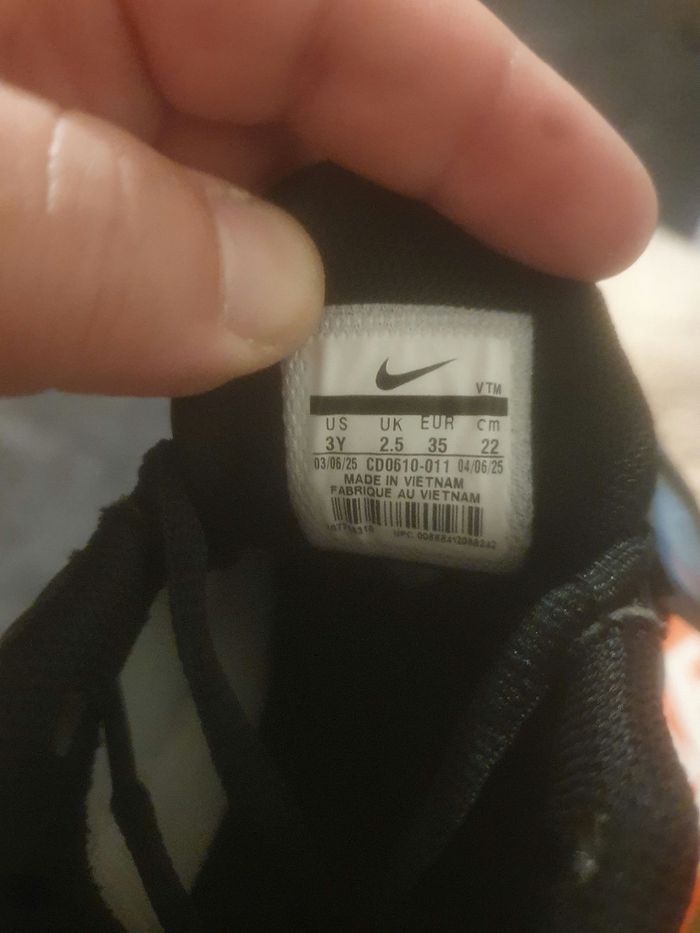 VTM
US UK EUR cm
3Y 2.5 35 22
03/06/25 CD0610-011 04/06/25
MADE IN VIETNAM
FABRIQUE AU VIETNAM
UPC